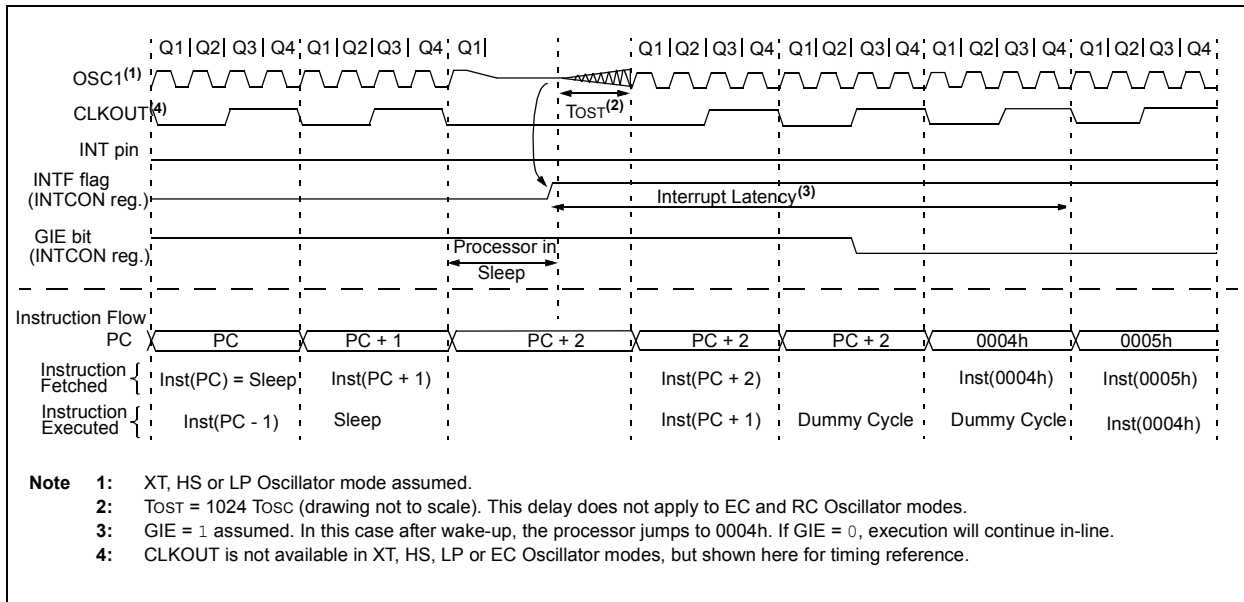 Q1 Q2 Q3 Q4 Q1 Q2 Q3 Q4 Q1 Q1 Q2 Q3 Q4 Q1 Q2 Q3 Q4 Q1 Q2 Q3 Q4 Q1 Q2 Q3 Q4
OSC1(1)
TOST(2)
CLKOUT(4)
INT pin
INTF flag
(INTCON reg.)
Interrupt Latency(3)
GIE bit
(INTCON reg.)
Processor in
Sleep
Instruction Flow
PC PC PC + 1 PC + 2 PC + 2 PC + 2 0004h 0005h
Instruction
Fetched { Inst(PC) = Sleep Inst(PC + 1) Inst(PC + 2) Inst(0004h) Inst(0005h)
Instruction
Executed { Inst(PC - 1) Sleep Inst(PC + 1) Dummy Cycle Dummy Cycle Inst(0004h)
Note 1: XT, HS or LP Oscillator mode assumed.
2: TOST = 1024 TOSC (drawing not to scale). This delay does not apply to EC and RC Oscillator modes.
3: GIE = 1 assumed. In this case after wake-up, the processor jumps to 0004h. If GIE = 0, execution will continue in-line.
4: CLKOUT is not available in XT, HS, LP or EC Oscillator modes, but shown here for timing reference.